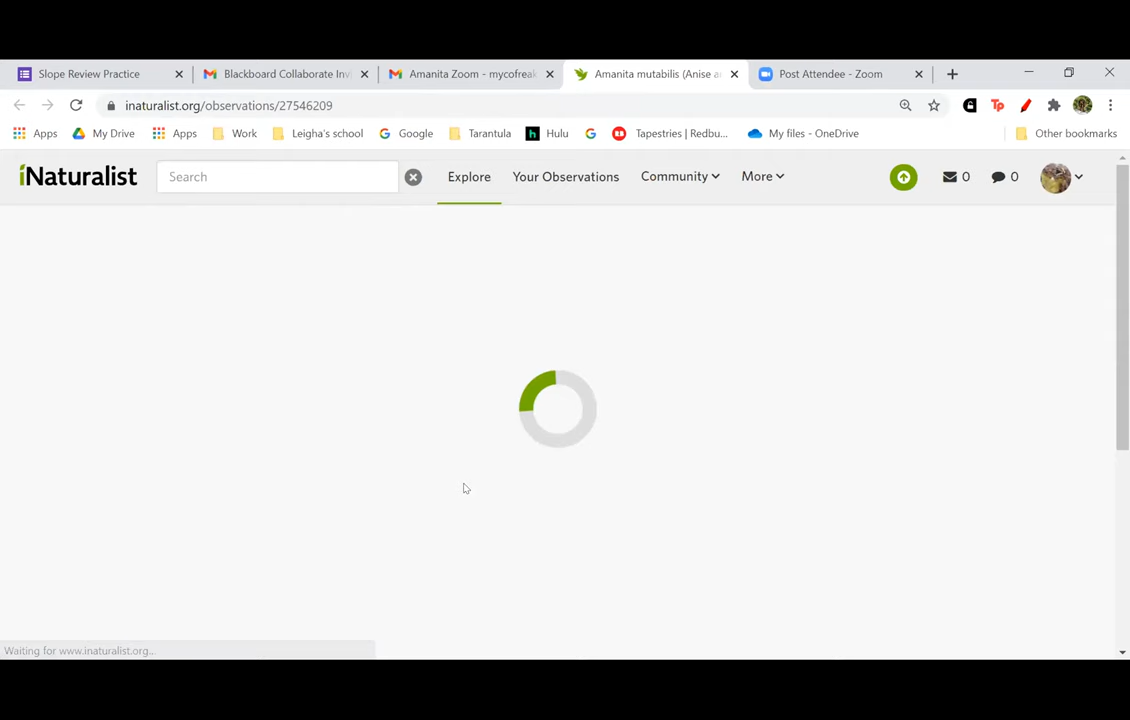 Slope Review Practice
Blackboard Collaborate Invi
Amanita Zoom - mycofreak
Amanita mutabilis (Anise a
Post Attendee - Zoom
inaturalist.org/observations/27546209
Tp
Apps
My Drive
Apps
Work
Leigha's school
Google
Tarantula
h
Hulu
G
Tapestries | Redbu...
My files - OneDrive
Other bookmarks
iNaturalist
Search
Explore
Your Observations
Community
More
0
0
Waiting for www.inaturalist.org...